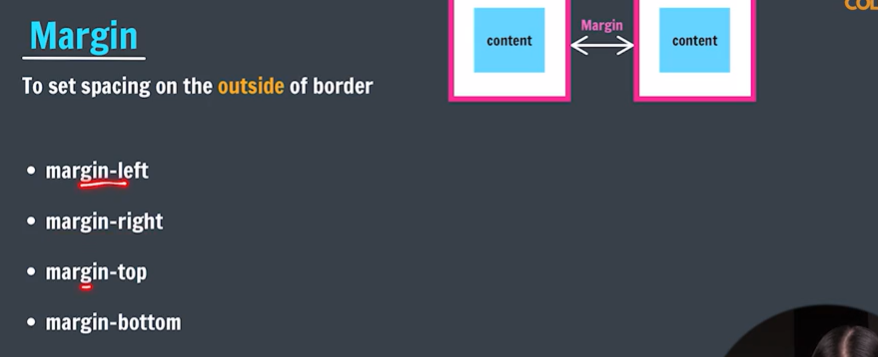 Margin
To set spacing on the outside of border
• margin-left
• margin-right
• margin-top
• margin-bottom
content
Margin
content